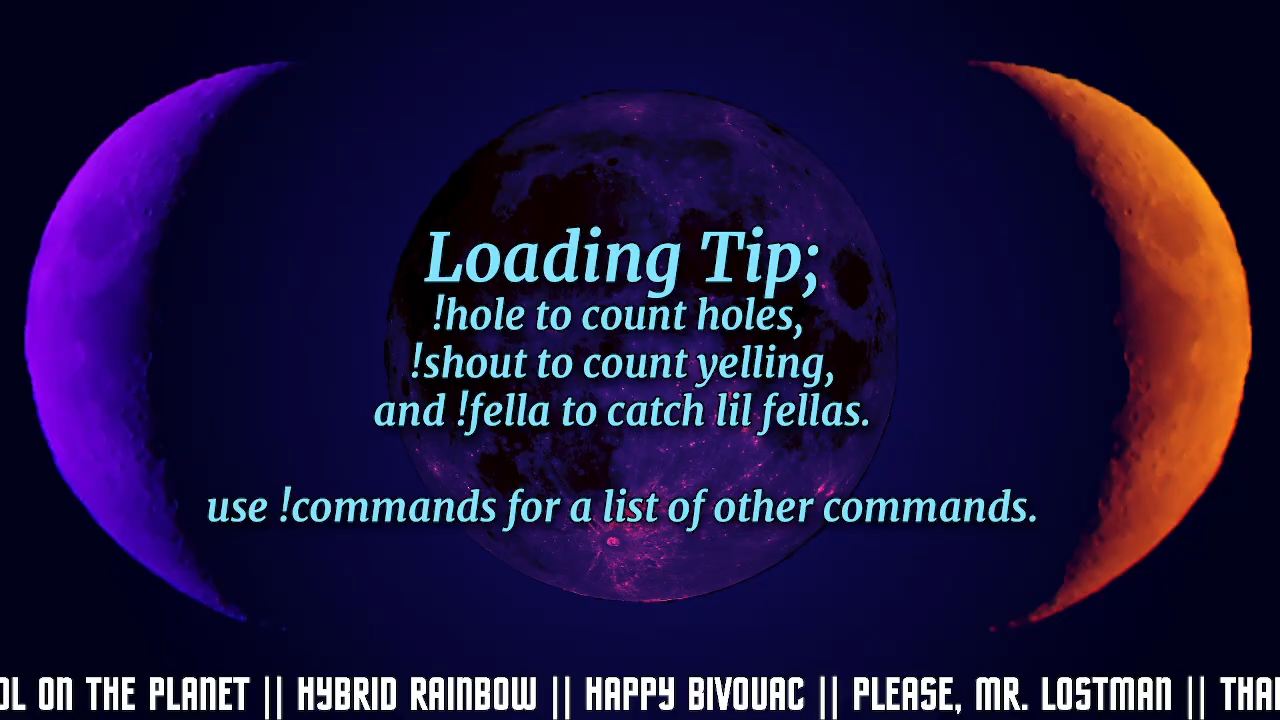 Loading Tip;
!hole to count holes,
!shout to count yelling,
and !fella to catch lil fellas.
use !commands for a list of other commands.
ON THE PLANET || HYBRID RAINBOW || HAPPY BIVOUAC || PLEASE, MR. LOSTMAN ||